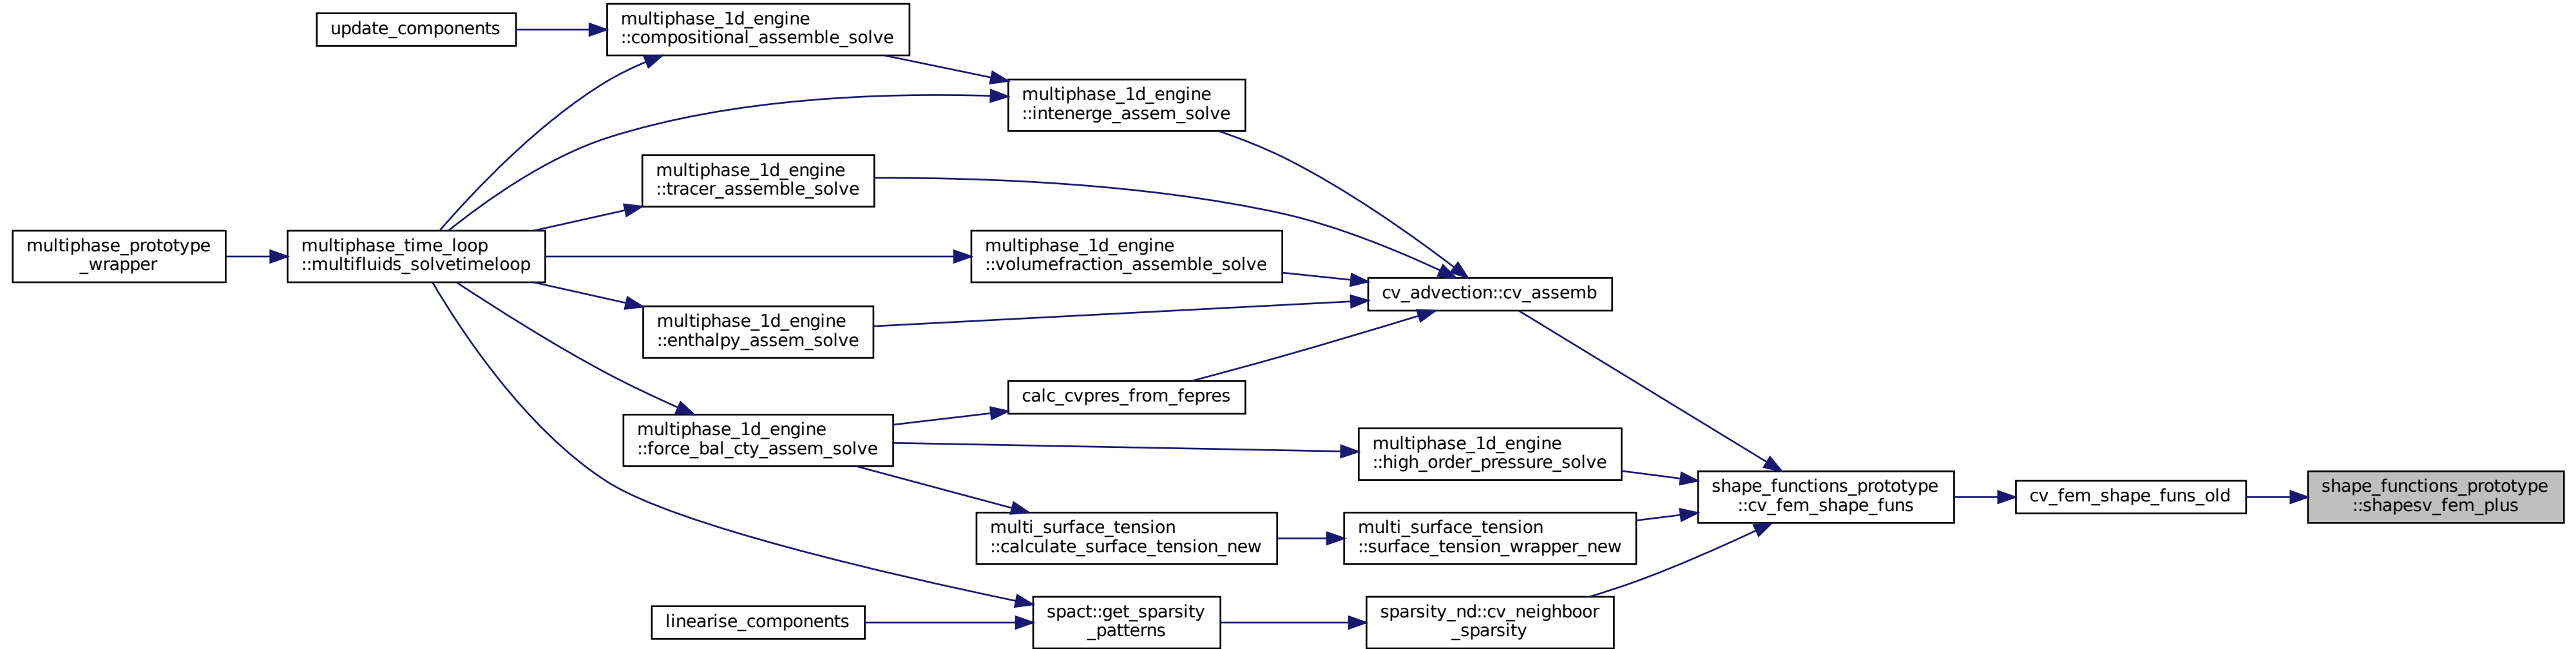 update_components
multiphase_1d_engine
::compositional_assemble_solve
multiphase_1d_engine
::intenerge_assem_solve
multiphase_1d_engine
::tracer_assemble_solve
multiphase_prototype
_wrapper
multiphase_time_loop
::multifluids_solvetimeloop
multiphase_1d_engine
::volumefraction_assemble_solve
cv_advection::cv_assemb
multiphase_1d_engine
::enthalpy_assem_solve
calc_cvpres_from_fepres
multiphase_1d_engine
::force_bal_cty_assem_solve
multiphase_1d_engine
::high_order_pressure_solve
shape_functions_prototype
::cv_fem_shape_funs
cv_fem_shape_funs_old
shape_functions_prototype
::shapesv_fem_plus
multi_surface_tension
::calculate_surface_tension_new
multi_surface_tension
::surface_tension_wrapper_new
linearise_components
spact::get_sparsity
_patterns
sparsity_nd::cv_neighboor
_sparsity